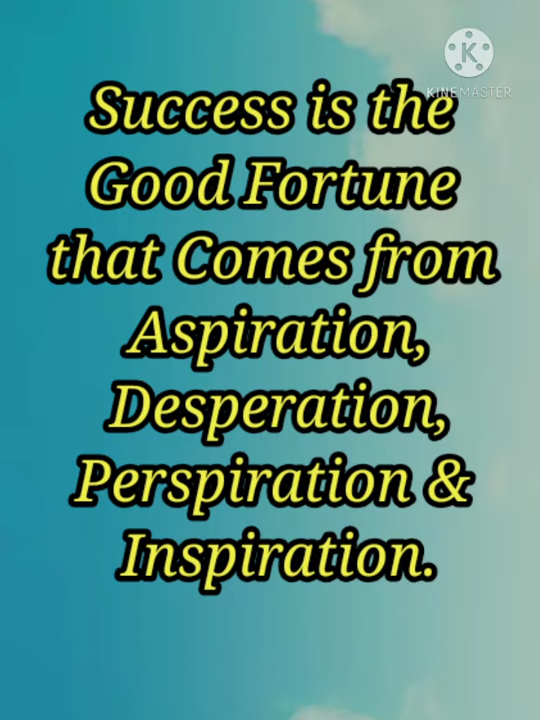 K
KINEMASTER
Success is the
Good Fortune
that Comes from
Aspiration,
Desperation,
Perspiration &
Inspiration.